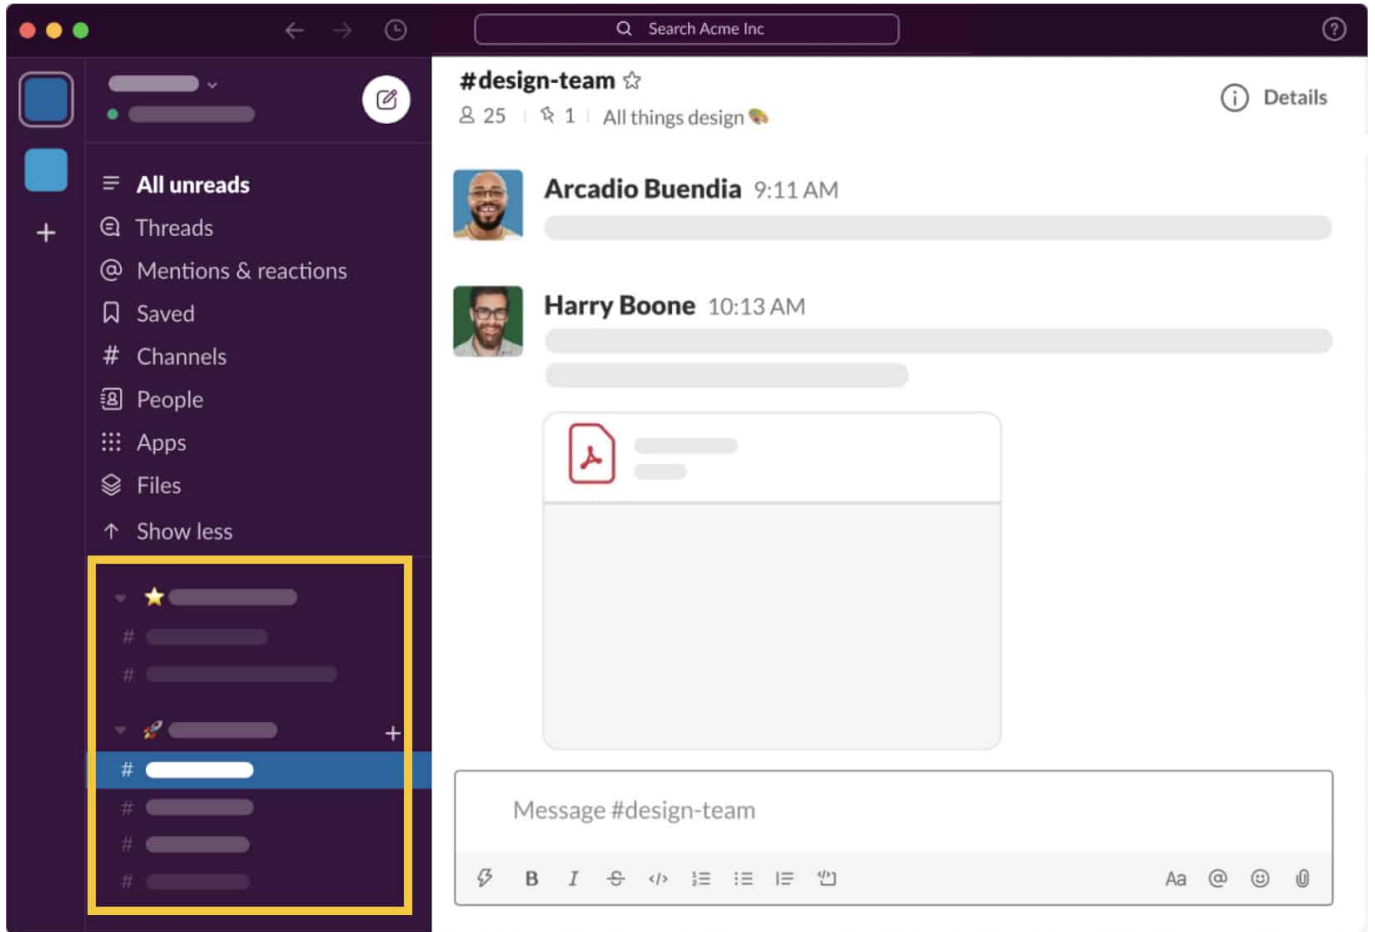 Search Acme Inc
#design-team
25 1 All things design
Details
All unreads
Threads
Mentions & reactions
Saved
# Channels
People
Apps
Files
Show less
#
#
+
#
#
#
#
Arcadio Buendia 9:11 AM
Harry Boone 10:13 AM
Message #design-team
B I S </> Aa @